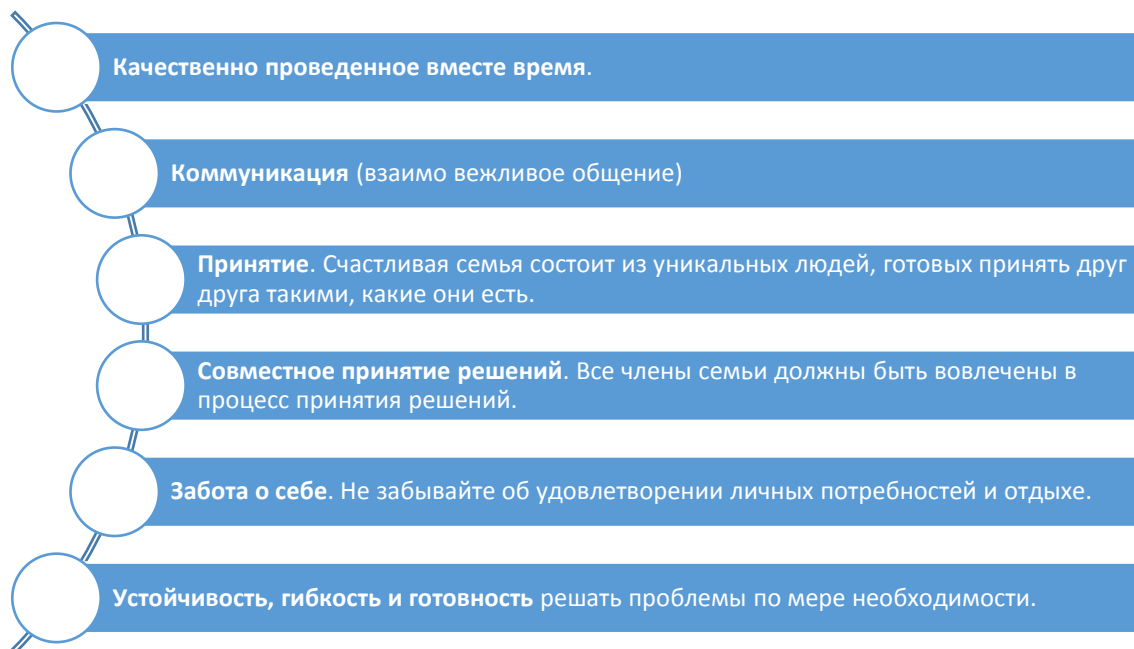 Качественно проведенное вместе время.
Коммуникация (взаимо вежливое общение)
Принятие. Счастливая семья состоит из уникальных людей, готовых принять друг
друга такими, какие они есть.
Совместное принятие решений. Все члены семьи должны быть вовлечены в
процесс принятия решений.
Забота о себе. Не забывайте об удовлетворении личных потребностей и отдыхе.
Устойчивость, гибкость и готовность решать проблемы по мере необходимости.